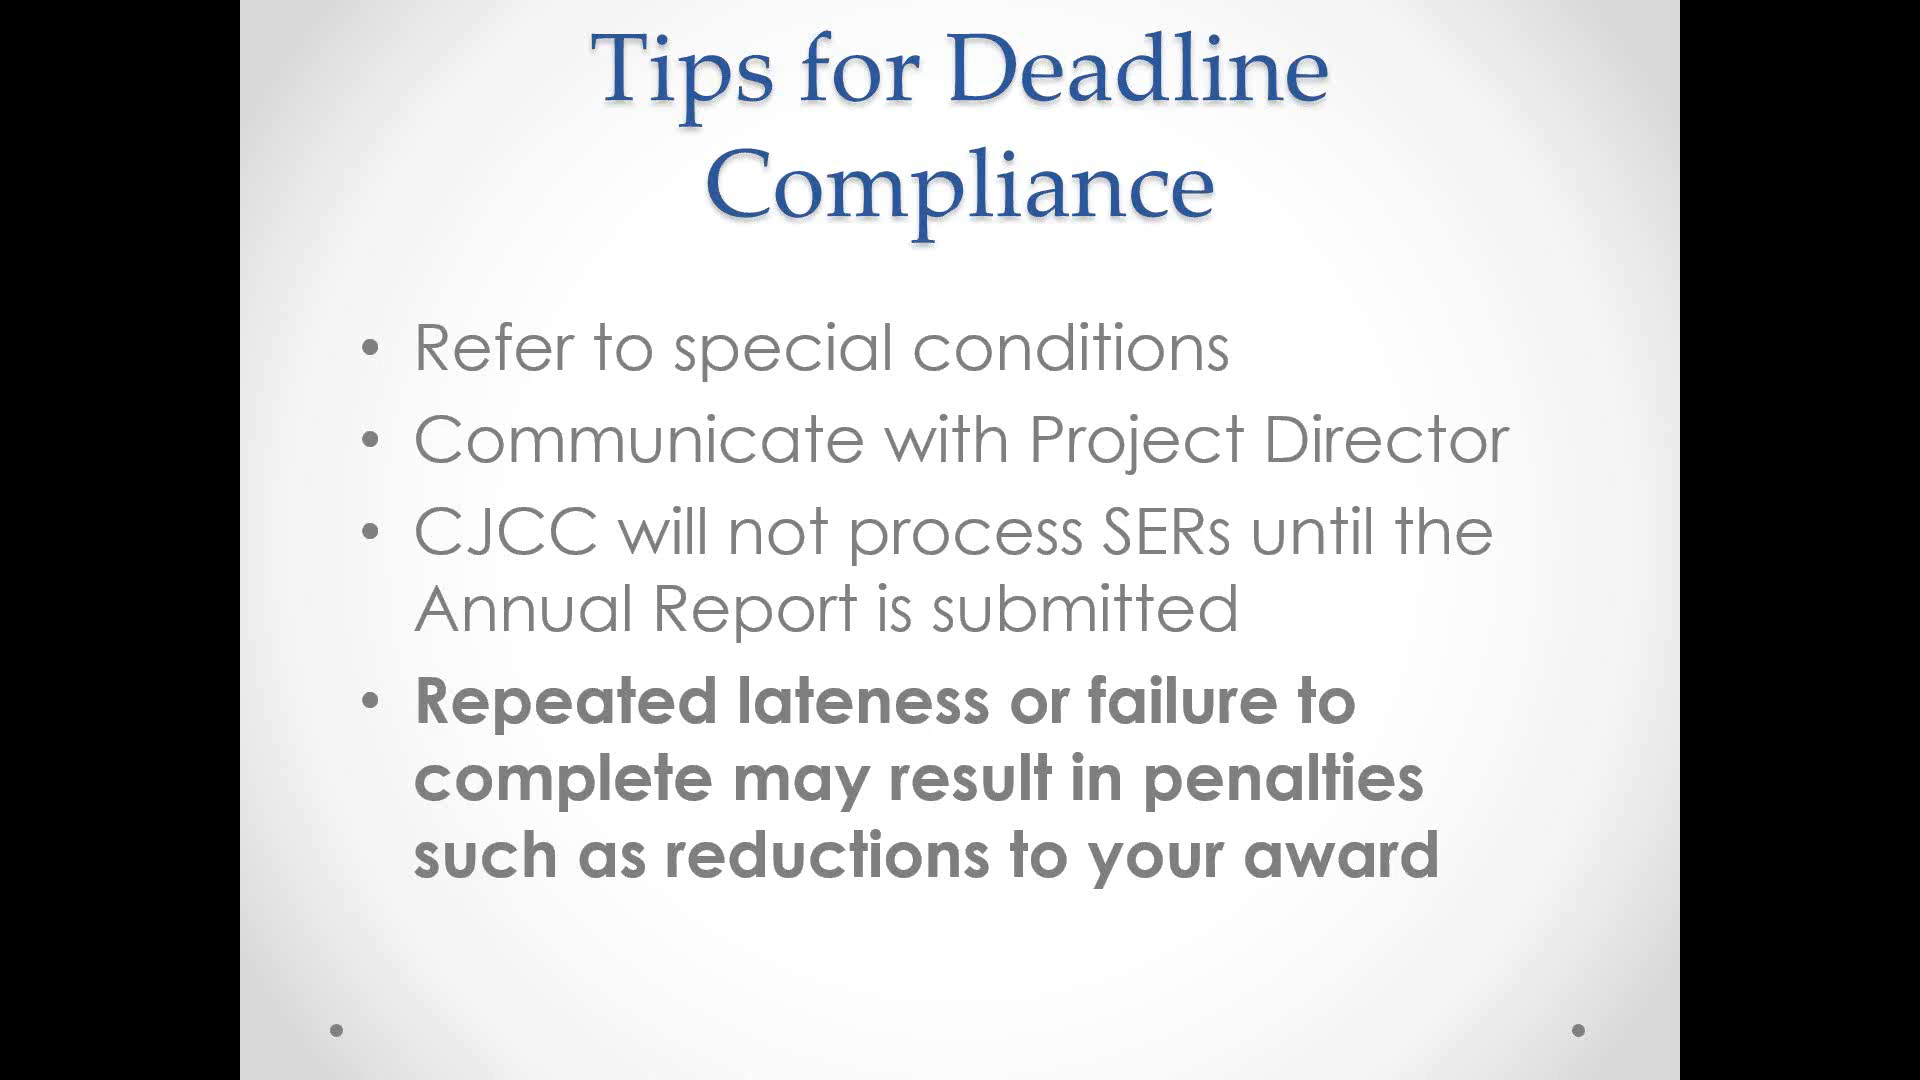 Tips for Deadline
Compliance
• Refer to special conditions
• Communicate with Project Director
• CJCC will not process SERs until the
Annual Report is submitted
• Repeated lateness or failure to
complete may result in penalties
such as reductions to your award